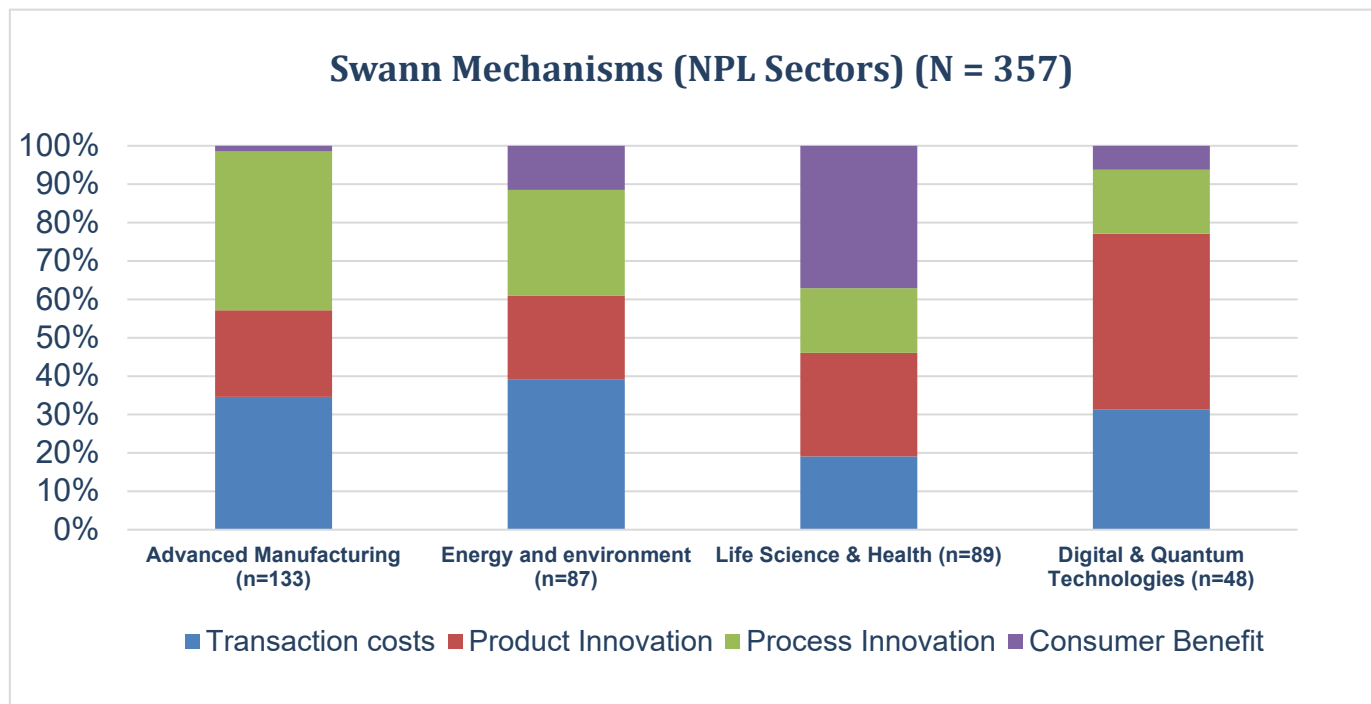 Swann Mechanisms (NPL Sectors) (N = 357)
100%
90%
80%
70%
60%
50%
40%
30%
20%
10%
0%
Advanced Manufacturing
(n=133)
Energy and environment
(n=87)
Life Science & Health (n=89)
Digital & Quantum
Technologies (n=48)
Transaction costs Product Innovation Process Innovation Consumer Benefit